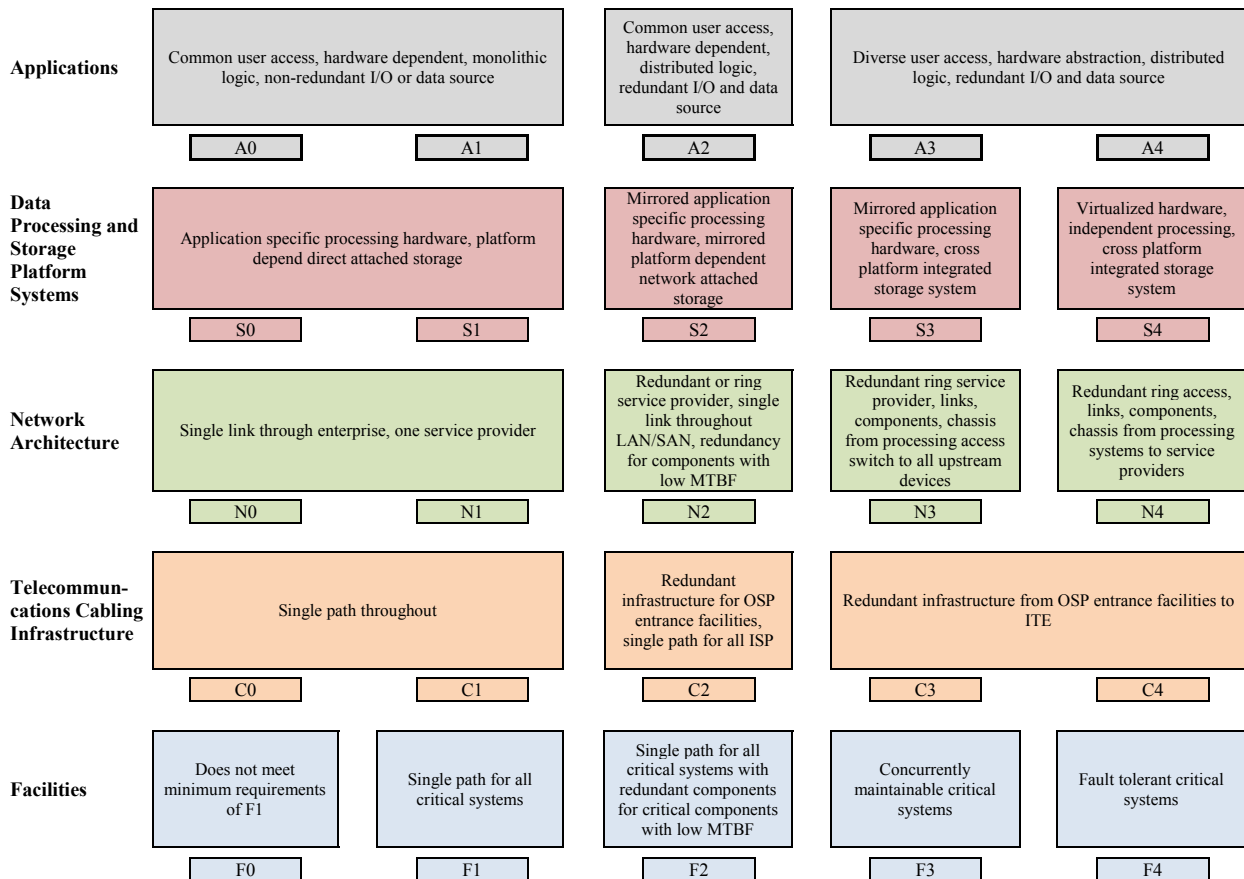 Applications
Common user access, hardware dependent, monolithic
logic, non-redundant I/O or data source
Common user access,
hardware dependent,
distributed logic,
redundant I/O and data
source
Diverse user access, hardware abstraction, distributed
logic, redundant I/O and data source
A0
A1
A2
A3
A4
Data
Processing and
Storage
Platform
Systems
Application specific processing hardware, platform
depend direct attached storage
Mirrored application
specific processing
hardware, mirrored
platform dependent
network attached
storage
Mirrored application
specific processing
hardware, cross
platform integrated
storage system
Virtualized hardware,
independent processing,
cross platform
integrated storage
system
S0
S1
S2
S3
S4
Network
Architecture
Single link through enterprise, one service provider
Redundant or ring
service provider, single
link throughout
LAN/SAN, redundancy
for components with
low MTBF
Redundant ring service
provider, links,
components, chassis
from processing access
switch to all upstream
devices
Redundant ring access,
links, components,
chassis from processing
systems to service
providers
N0
N1
N2
N3
N4
Telecommun-
cations Cabling
Infrastructure
Single path throughout
Redundant
infrastructure for OSP
entrance facilities,
single path for all ISP
Redundant infrastructure from OSP entrance facilities to
ITE
C0
C1
C2
C3
C4
Facilities
Does not meet
minimum requirements
of F1
Single path for all
critical systems
Single path for all
critical systems with
redundant components
for critical components
with low MTBF
Concurrently
maintainable critical
systems
Fault tolerant critical
systems
F0
F1
F2
F3
F4